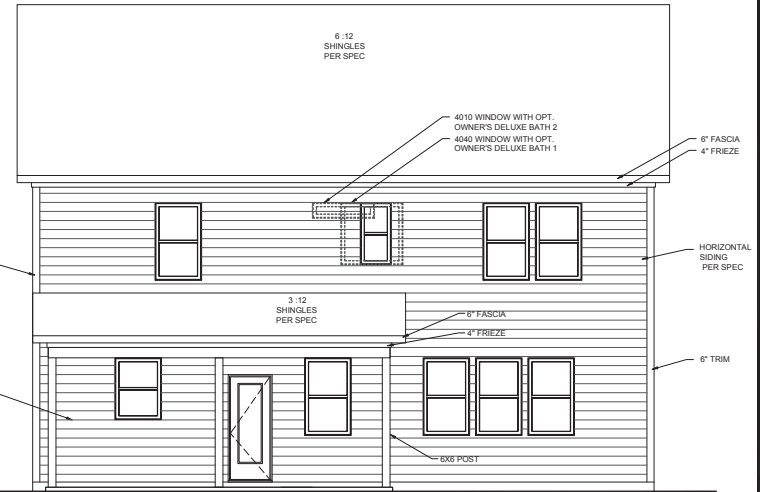 6 :12
SHINGLES
PER SPEC
4010 WINDOW WITH OPT.
OWNER'S DELUXE BATH 2
4040 WINDOW WITH OPT.
OWNER'S DELUXE BATH 1
6" FASCIA
4" FRIEZE
HORIZONTAL
SIDING
PER SPEC
3 :12
SHINGLES
PER SPEC
6" FASCIA
4" FRIEZE
6" TRIM
6X6 POST